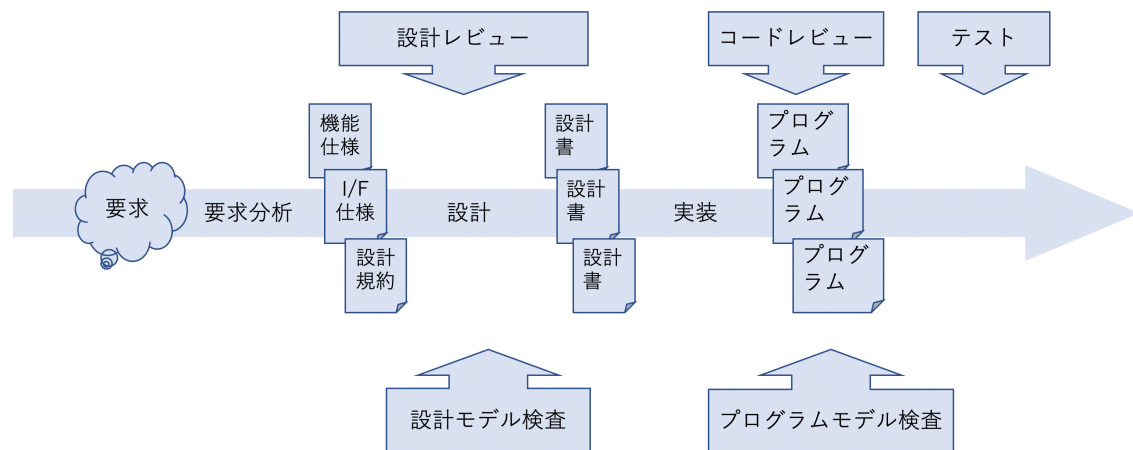 設計レビュー
コードレビュー
テスト
機能
仕様
I/F
仕様
設計
規約
設計
書
設計
書
設計
書
プログ
ラム
プログ
ラム
プログ
ラム
要求
要求分析
設計
実装
設計モデル検査
プログラムモデル検査